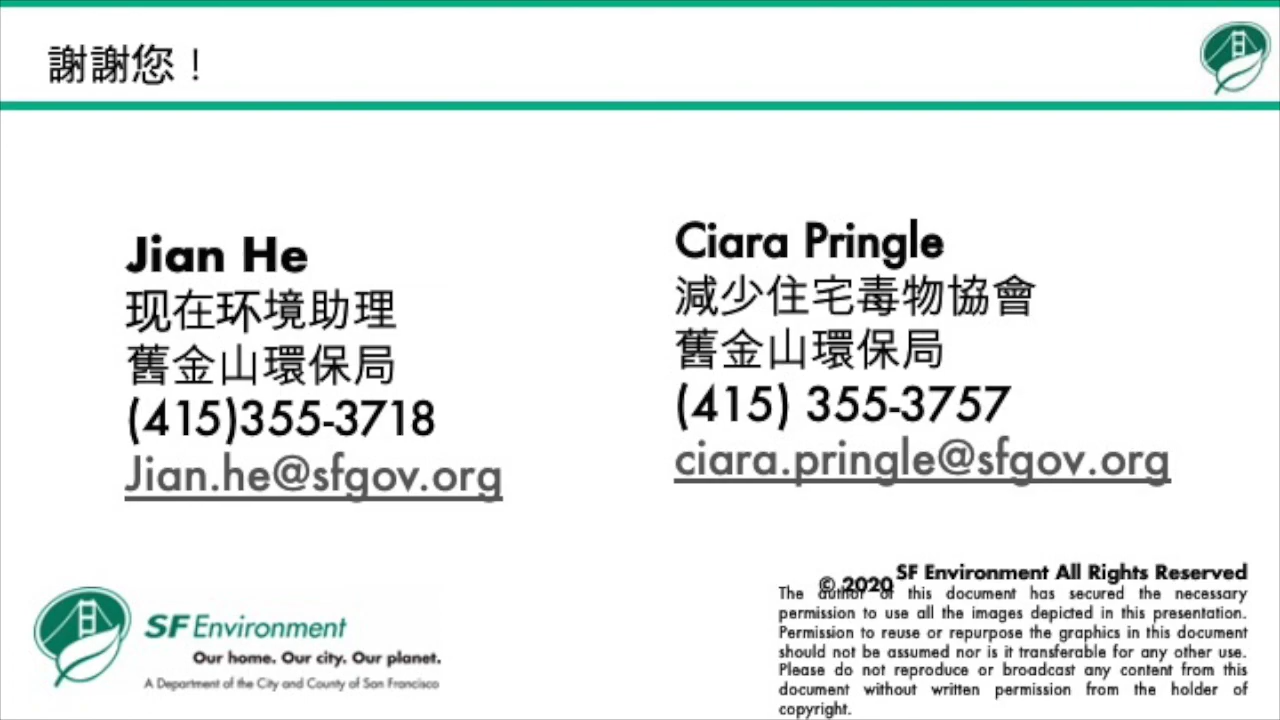 謝謝您！
Jian He
现在环境助理
舊金山環保局
(415)355-3718
Jian.he@sfgov.org
Ciara Pringle
減少住宅毒物協會
舊金山環保局
(415) 355-3757
ciara.pringle@sfgov.org
SF Environment
Our home. Our city. Our planet.
A Department of the City and County of San Francisco
© 2020 SF Environment All Rights Reserved
The author of this document has secured the necessary
permission to use all the images depicted in this presentation.
Permission to reuse or repurpose the graphics in this document
should not be assumed nor is it transferable for any other use.
Please do not reproduce or broadcast any content from this
document without written permission from the holder of
copyright.